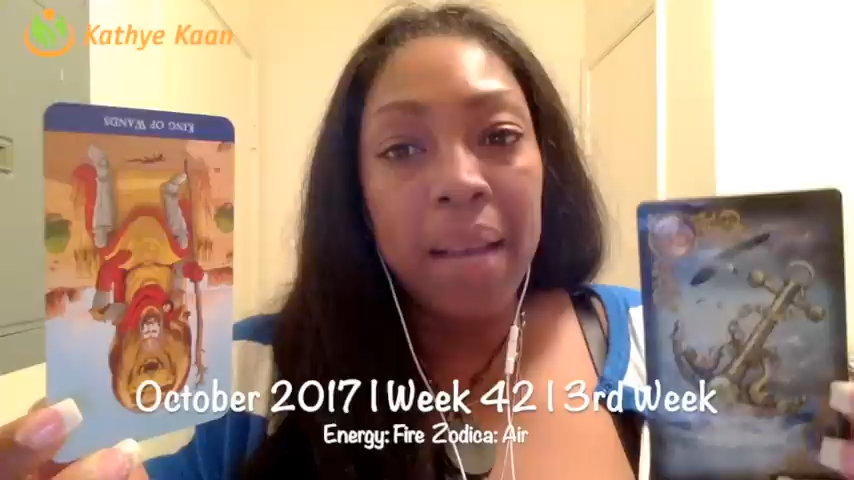 Kathye Kaan
KING OF WANDS
October 2017 | Week 42 | 3rd Week
Energy: Fire Zodica: Air